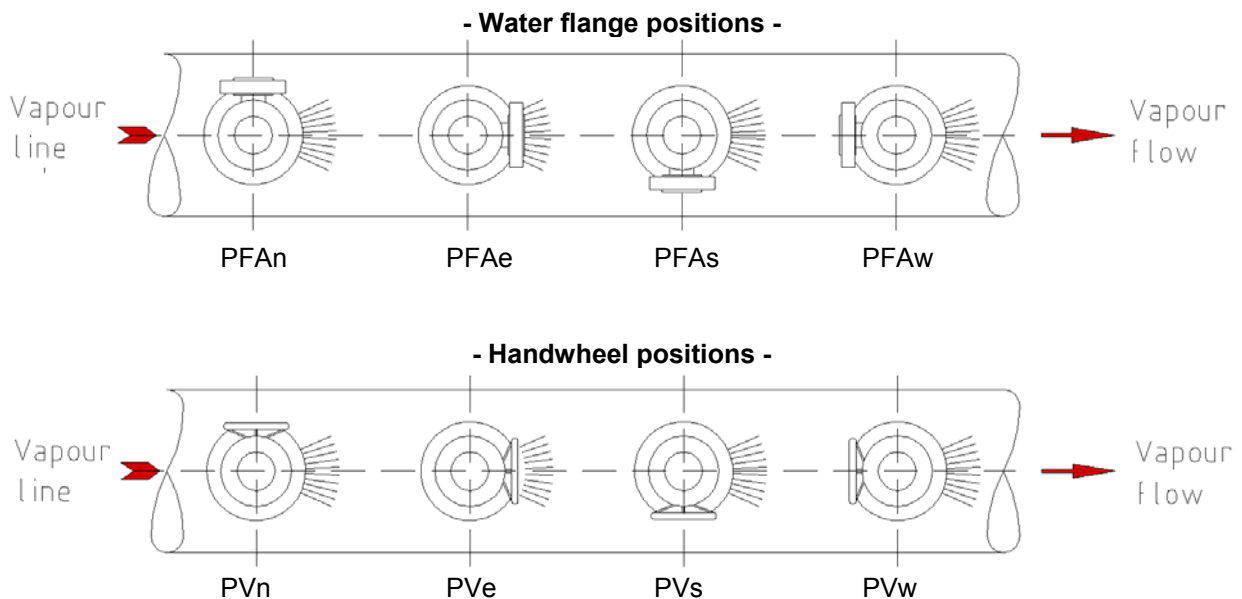 - Water flange positions -
Vapour
line
Vapour
flow
PFAn PFAe PFAs PFAw
- Handwheel positions -
Vapour
line
Vapour
flow
PVn PVe PVs PVw